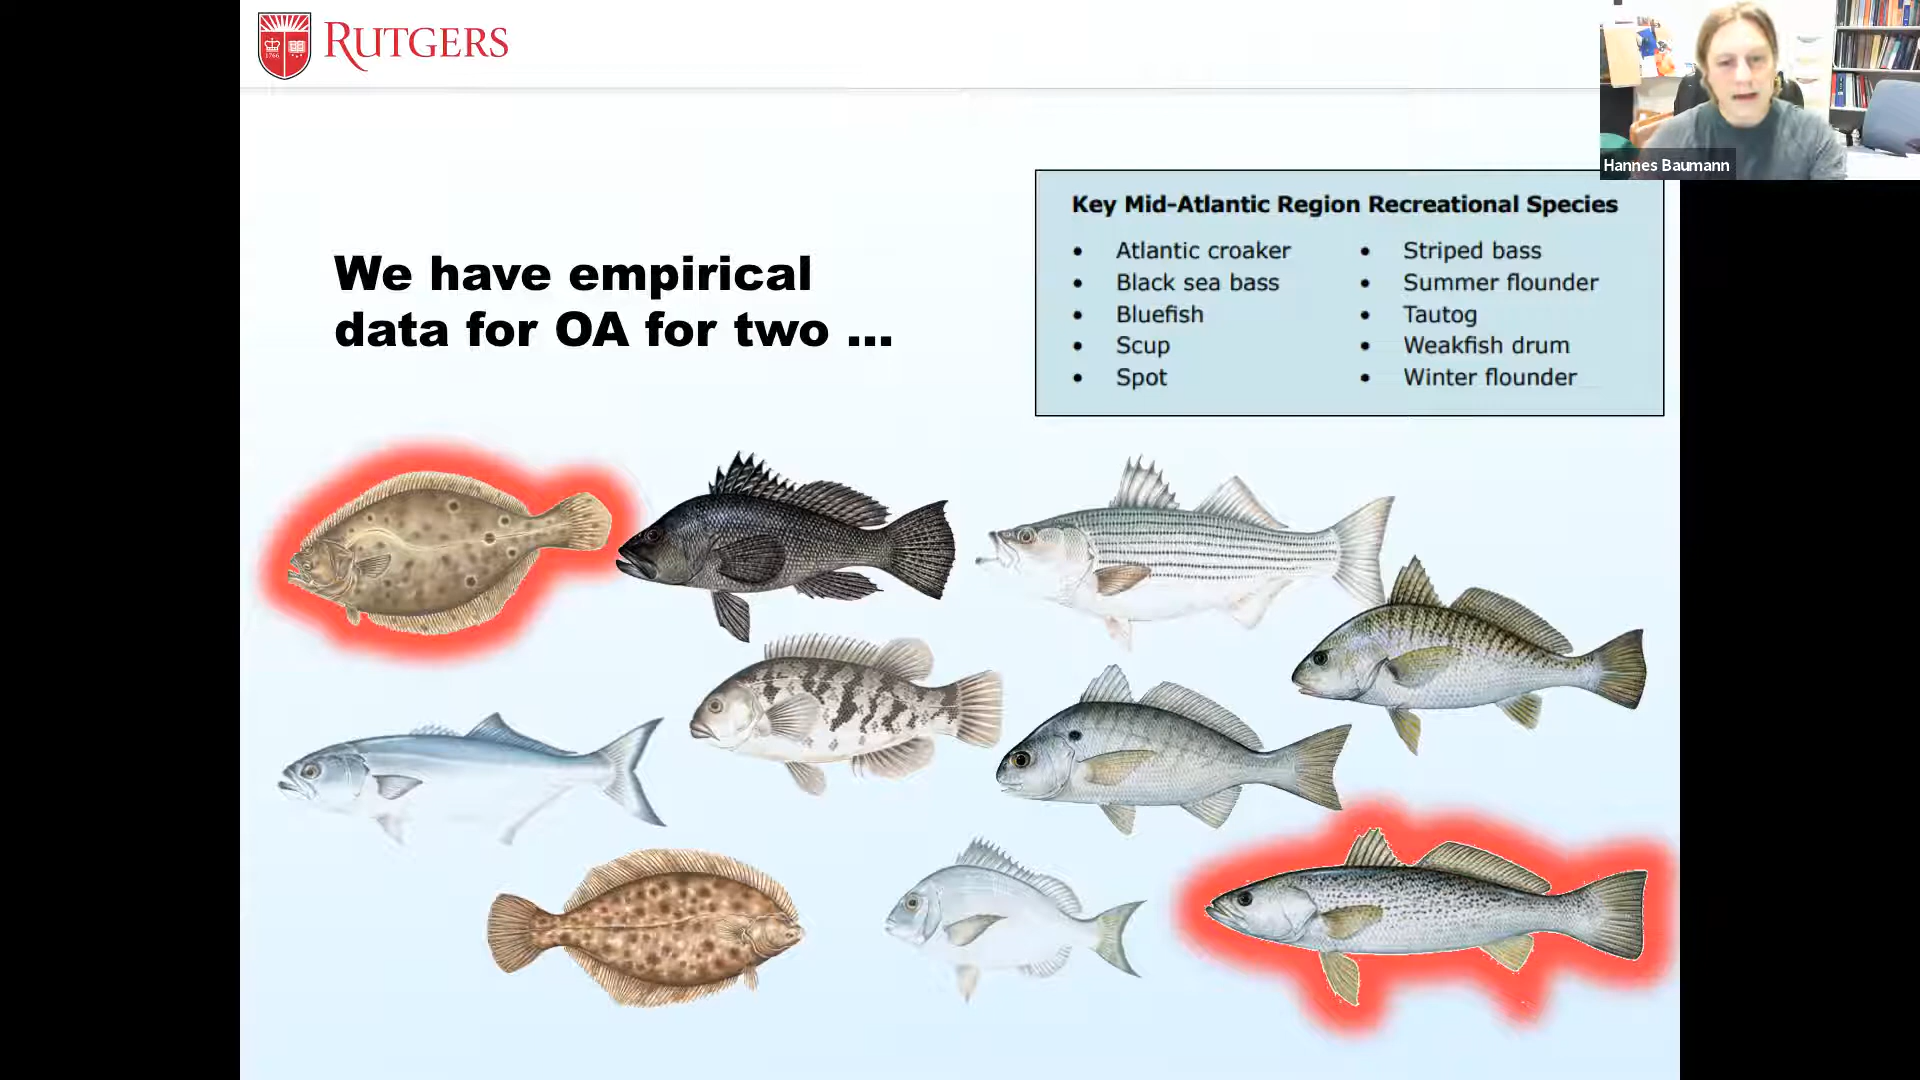 RUTGERS
1766
Hannes Baumann
We have empirical
data for OA for two ...
Key Mid-Atlantic Region Recreational Species
• Atlantic croaker
• Black sea bass
• Bluefish
• Scup
• Spot
• Striped bass
• Summer flounder
• Tautog
• Weakfish drum
• Winter flounder